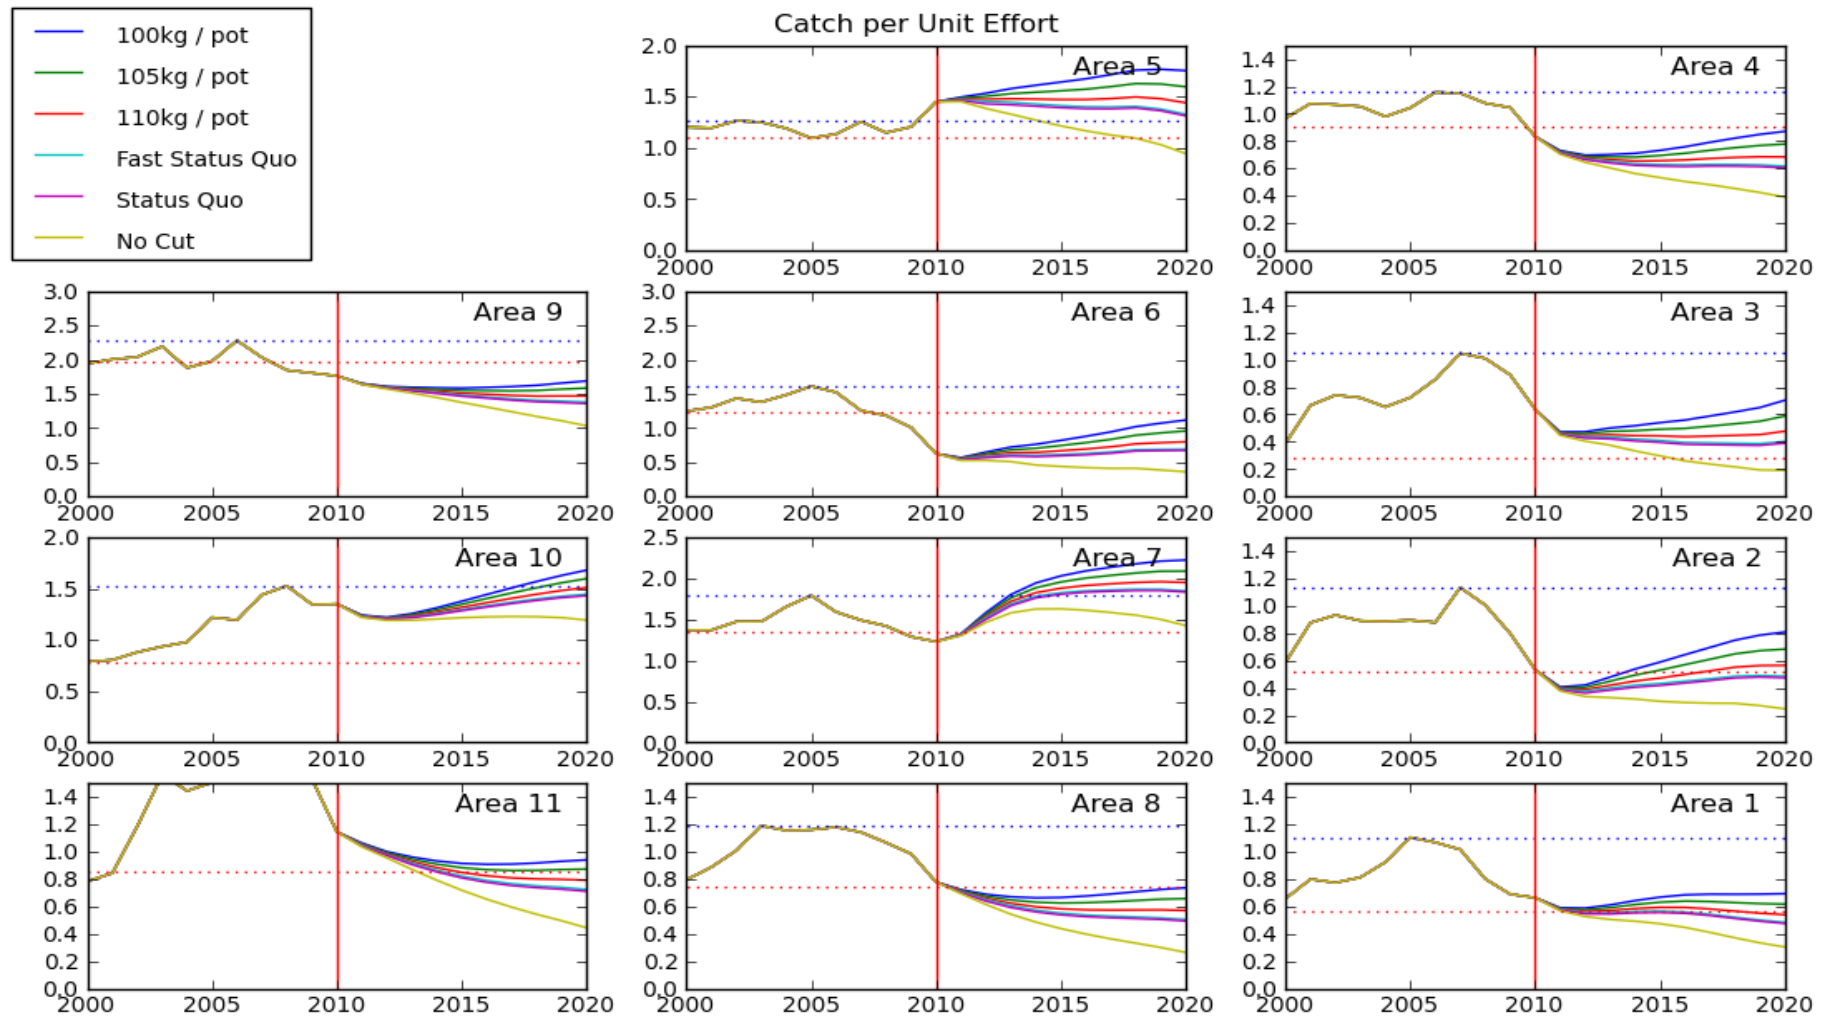 Catch per Unit Effort
100kg / pot
105kg / pot
110kg / pot
Fast Status Quo
Status Quo
No Cut
Area 5
2.0
1.5
1.0
0.5
0.0
2000 2005 2010 2015 2020
Area 4
1.4
1.2
1.0
0.8
0.6
0.4
0.2
0.0
2000 2005 2010 2015 2020
Area 9
3.0
2.5
2.0
1.5
1.0
0.5
0.0
2000 2005 2010 2015 2020
Area 6
3.0
2.5
2.0
1.5
1.0
0.5
0.0
2000 2005 2010 2015 2020
Area 3
1.4
1.2
1.0
0.8
0.6
0.4
0.2
0.0
2000 2005 2010 2015 2020
Area 10
2.0
1.5
1.0
0.5
0.0
2000 2005 2010 2015 2020
Area 7
2.5
2.0
1.5
1.0
0.5
0.0
2000 2005 2010 2015 2020
Area 2
1.4
1.2
1.0
0.8
0.6
0.4
0.2
0.0
2000 2005 2010 2015 2020
Area 11
1.4
1.2
1.0
0.8
0.6
0.4
0.2
0.0
2000 2005 2010 2015 2020
Area 8
1.4
1.2
1.0
0.8
0.6
0.4
0.2
0.0
2000 2005 2010 2015 2020
Area 1
1.4
1.2
1.0
0.8
0.6
0.4
0.2
0.0
2000 2005 2010 2015 2020